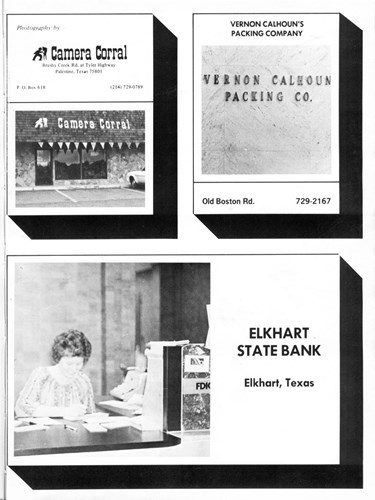 Photography by
Camera Corral
Brushy Creek Rd. at Tyler Highway
Palestine, Texas 75801
P. O. Box 618
(214) 729-0789
Camera Corral
VERNON CALHOUN'S
PACKING COMPANY
VERNON CALHOUN
PACKING CO.
Old Boston Rd.
729-2167
FDIC
ELKHART
STATE BANK
Elkhart, Texas